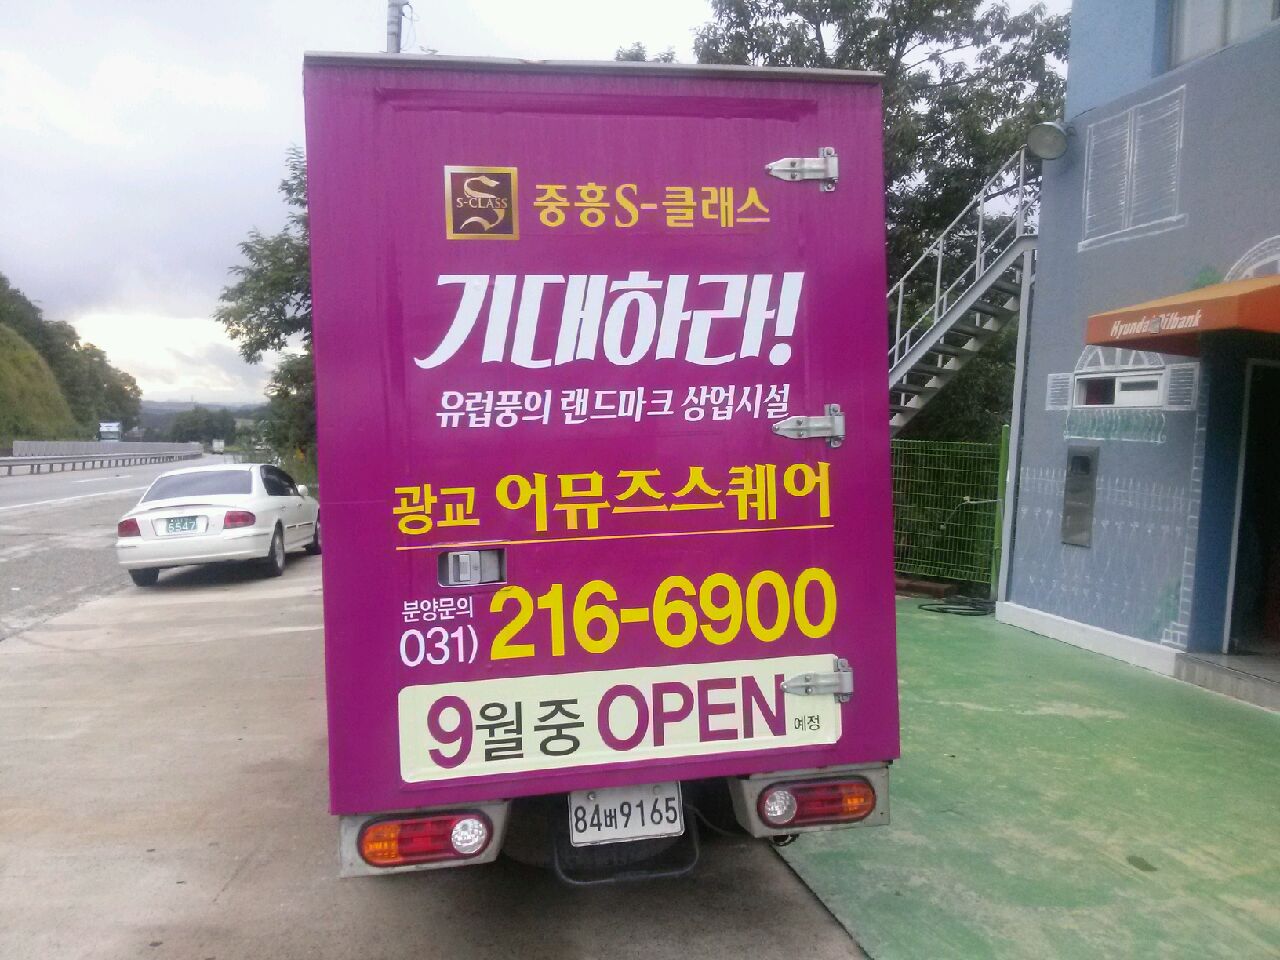 S-CLASS
중흥S-클래스
기대하라!
유럽풍의 랜드마크 상업시설
광교 어뮤즈스퀘어
분양문의
031) 216-6900
9월중 OPEN 예정
84버9165
5547
Hyundai Oilbank